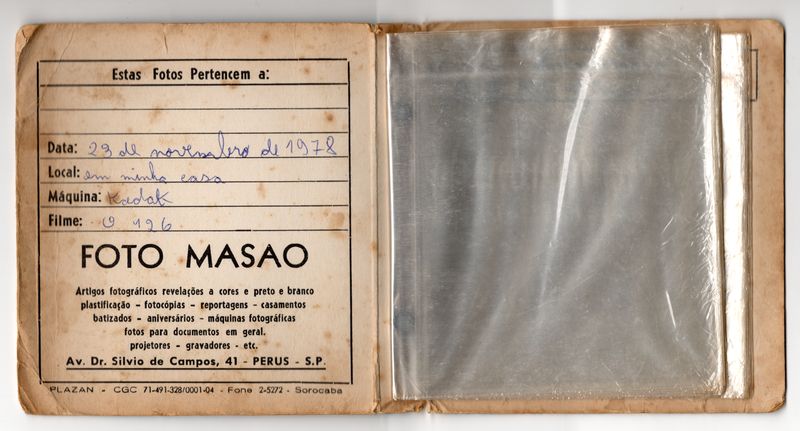 Estas Fotos Pertencem a:
Data: 23 de novembro de 1978
Local: em minha casa
Máquina: Kodak
Filme: O 126
FOTO MASAO
Artigos fotográficos revelações a cores e preto e branco
plastificação - fotocópias - reportagens - casamentos
batizados - aniversários - máquinas fotográficas
fotos para documentos em geral.
projetores - gravadores - etc.
Av. Dr. Silvio de Campos, 41 - PERUS - S.P.
PLAZAN - CGC 71-491-328/0001-04 - Fone 2-5272 - Sorocaba